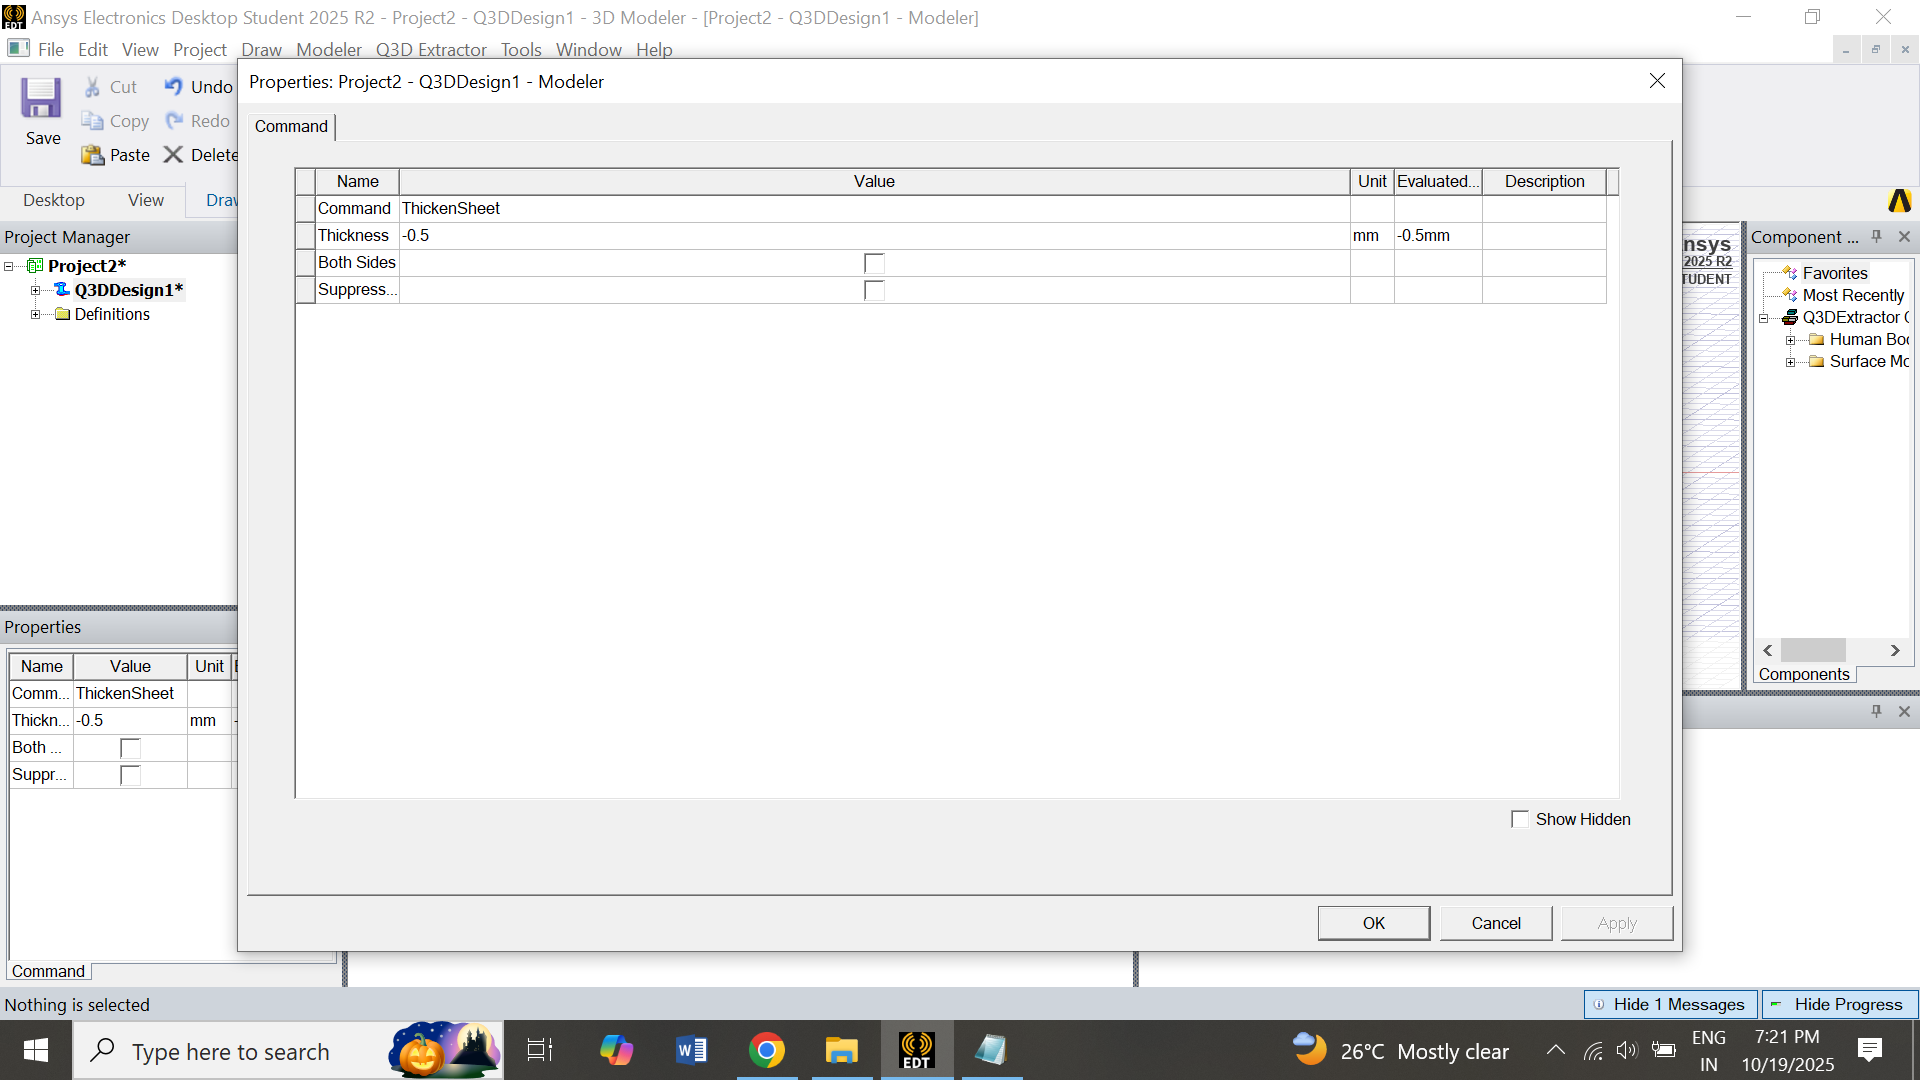 Ansys Electronics Desktop Student 2025 R2 - Project2 - Q3DDesign1 - 3D Modeler - [Project2 - Q3DDesign1 - Modeler]
File Edit View Project Draw Modeler Q3D Extractor Tools Window Help
Save
Cut
Copy
Paste
Undo
Redo
Delete
Desktop View Draw
Properties: Project2 - Q3DDesign1 - Modeler
Command
Name Value Unit Evaluated... Description
Command ThickenSheet
Thickness -0.5 mm -0.5mm
Both Sides
Suppress...
Show Hidden
OK Cancel Apply
Project Manager
Project2*
Q3DDesign1*
Definitions
Properties
Name Value Unit
Comm... ThickenSheet
Thickn... -0.5 mm -
Both ...
Suppr...
Command
nsys
2025 R2
TUDENT
Component ...
Favorites
Most Recently
Q3DExtractor
Human Bo
Surface Mo
Components
Nothing is selected
Hide 1 Messages Hide Progress
Type here to search
EDT
26°C Mostly clear
ENG
IN
7:21 PM
10/19/2025